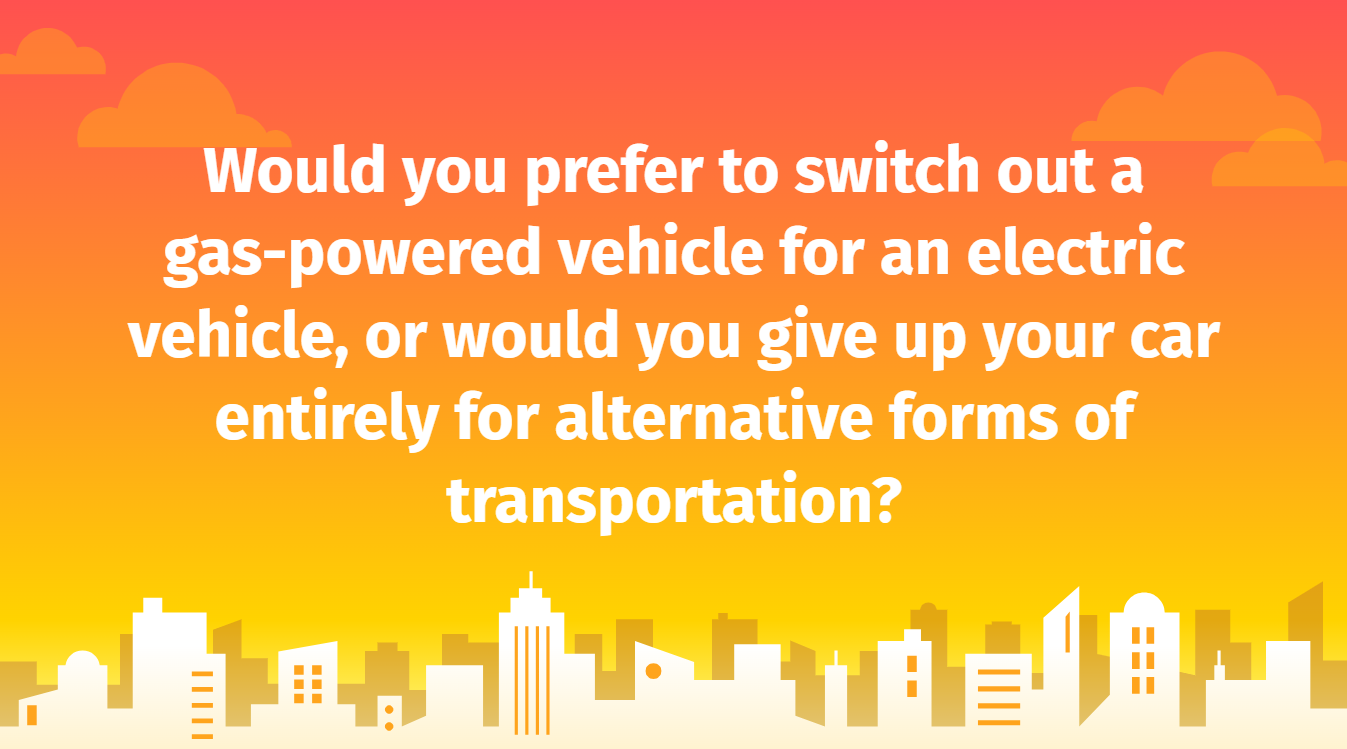 Would you prefer to switch out a
gas-powered vehicle for an electric
vehicle, or would you give up your car
entirely for alternative forms of
transportation?